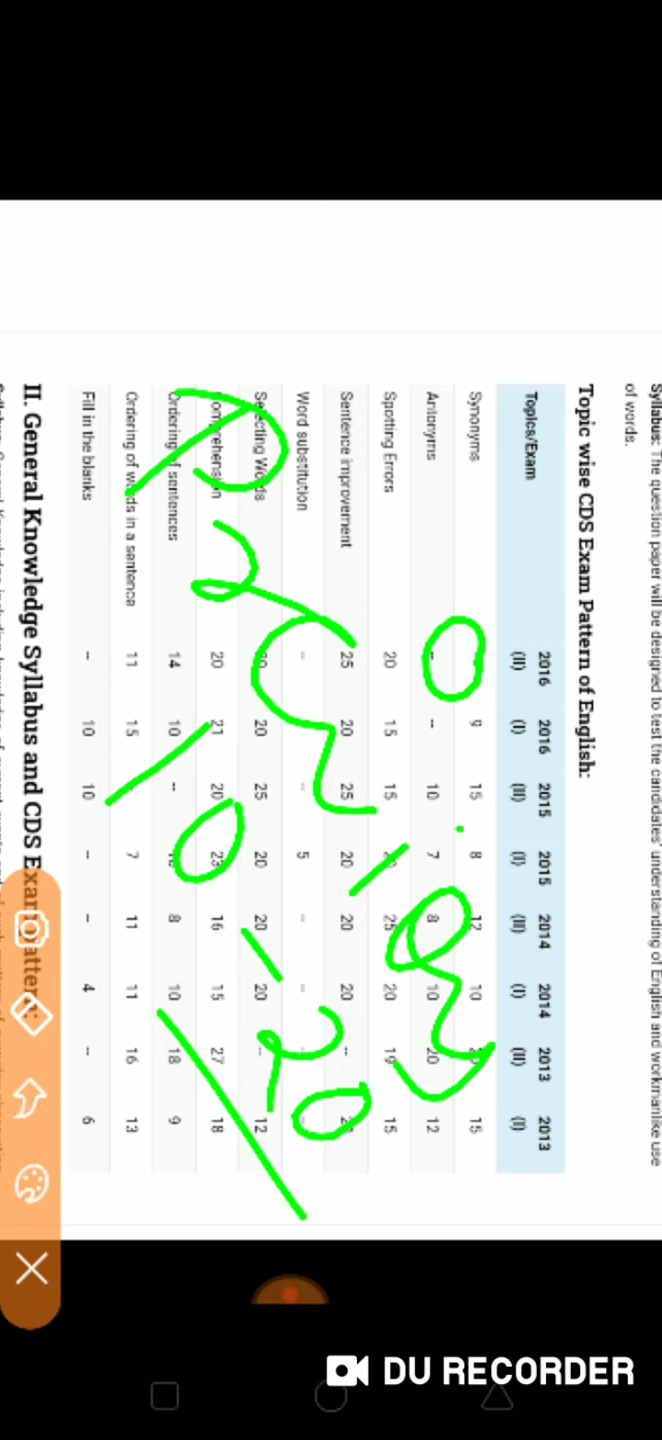 Syllabus: The question paper will be designed to test the candidates' understanding of English and workmanlike use
of words.
Topic wise CDS Exam Pattern of English:
Topics/Exam 2016 (II) 2016 (I) 2015 (II) 2015 (I) 2014 (II) 2014 (I) 2013 (II) 2013 (I)
Synonyms 9 15 8 12 10 15
Antonyms -- -- 10 7 8 10 20 12
Spotting Errors 20 15 15 25 20 19 15
Sentence improvement 25 20 25 20 20 20 --
Word substitution -- -- -- 5 -- --
Selecting Words 20 20 25 20 20 20 -- 12
Comprehension 20 21 20 23 16 15 27 18
Ordering of sentences 14 10 -- 8 10 18 9
Ordering of words in a sentence 11 15 7 11 11 16 13
Fill in the blanks -- 10 10 -- -- 4 -- 6
II. General Knowledge Syllabus and CDS Exam Pattern:
DU RECORDER